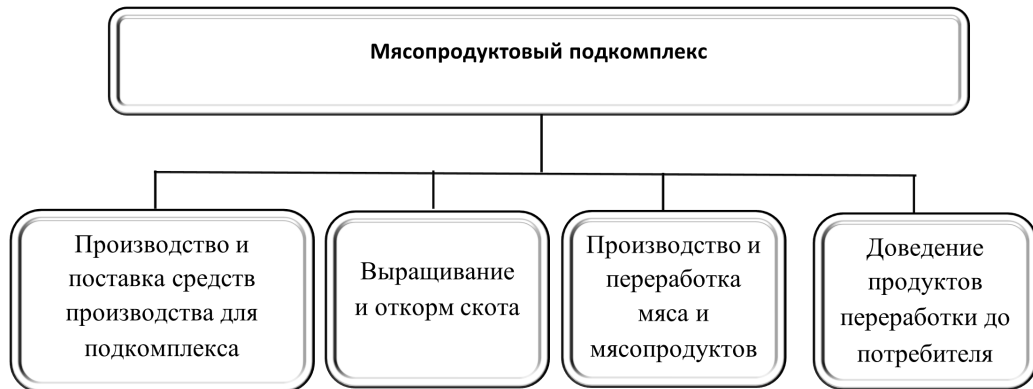 Мясопродуктовый подкомплекс
Производство и
поставка средств
производства для
подкомплекса
Выращивание
и откорм скота
Производство и
переработка
мяса и
мясопродуктов
Доведение
продуктов
переработки до
потребителя